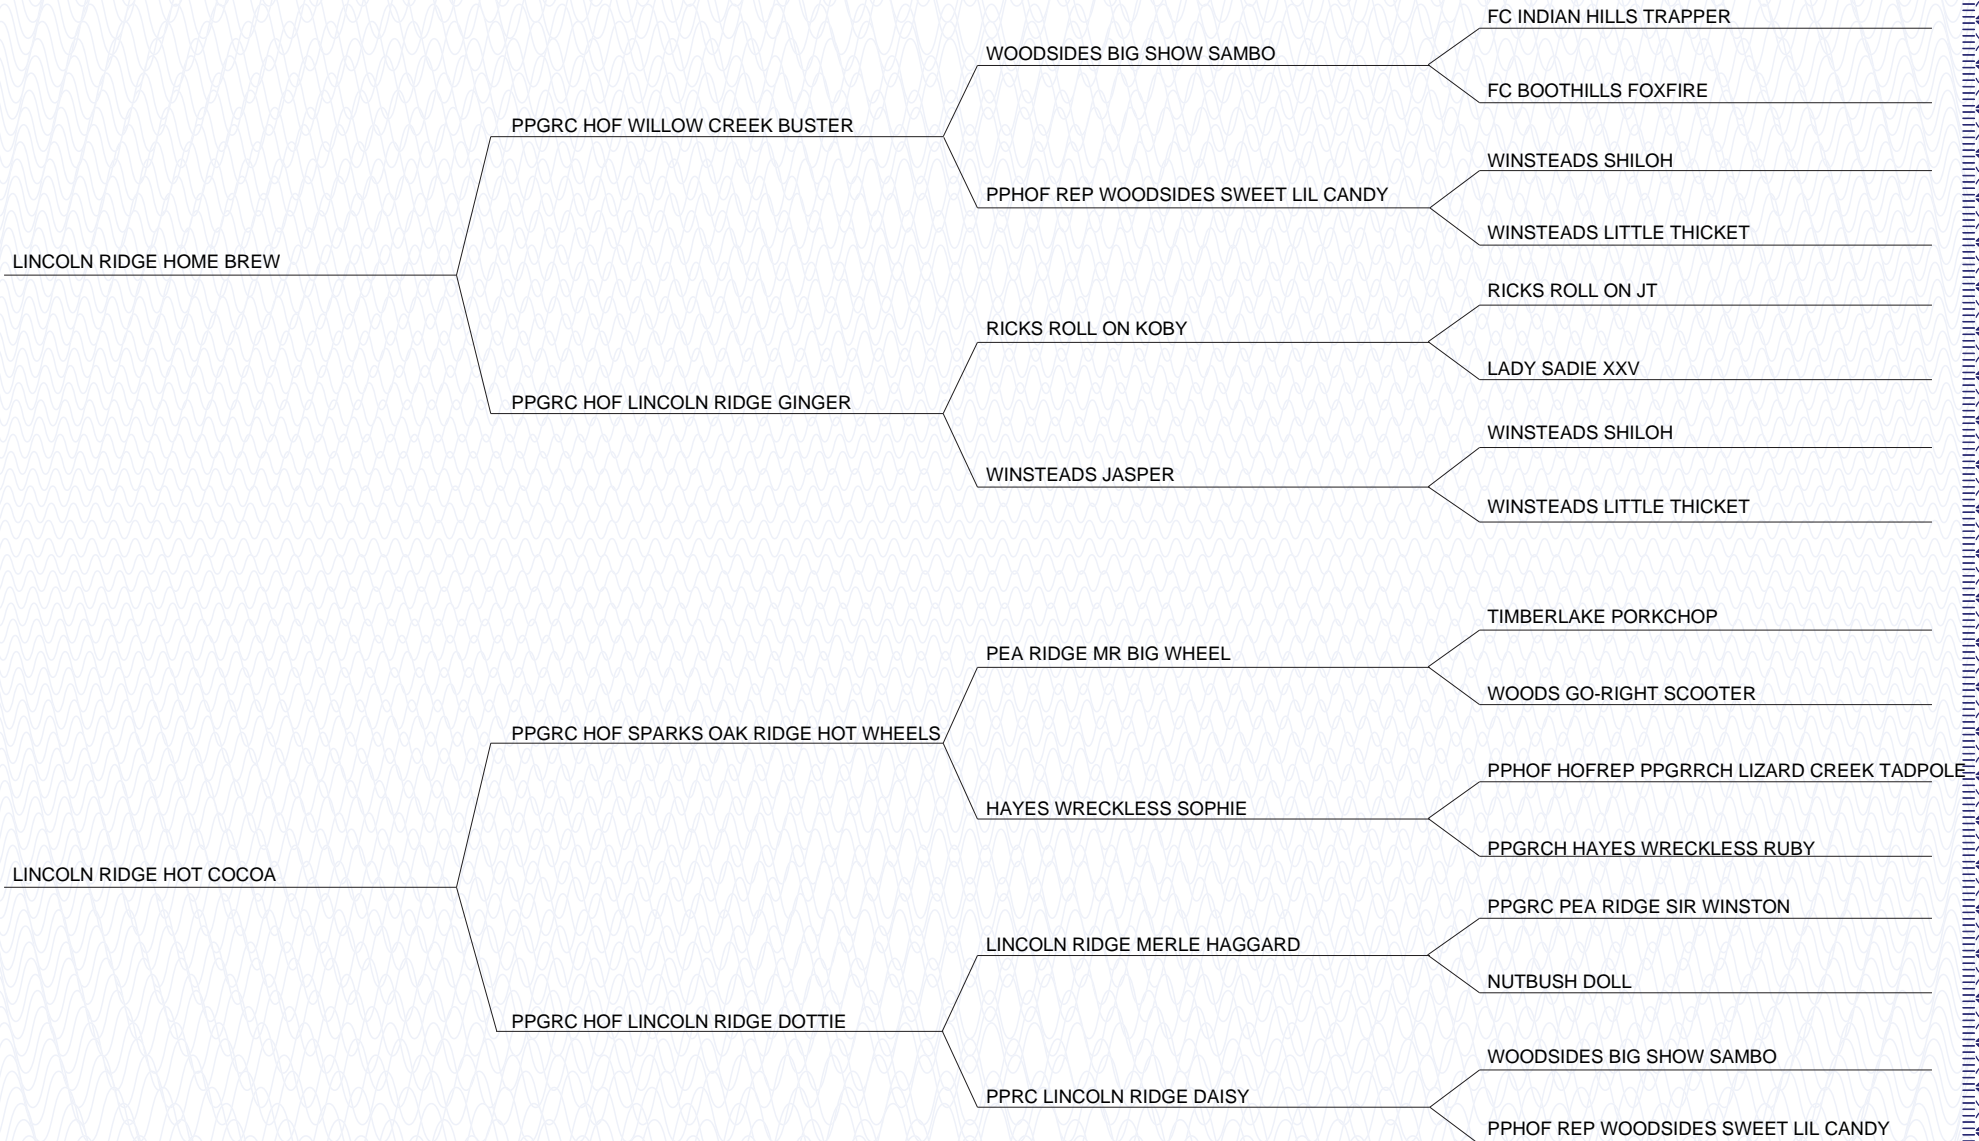 FC INDIAN HILLS TRAPPER
WOODSIDES BIG SHOW SAMBO
FC BOOTHILLS FOXFIRE
PPGRC HOF WILLOW CREEK BUSTER
WINSTEADS SHILOH
PPHOF REP WOODSIDES SWEET LIL CANDY
WINSTEADS LITTLE THICKET
LINCOLN RIDGE HOME BREW
RICKS ROLL ON JT
RICKS ROLL ON KOBY
LADY SADIE XXV
PPGRC HOF LINCOLN RIDGE GINGER
WINSTEADS SHILOH
WINSTEADS JASPER
WINSTEADS LITTLE THICKET
TIMBERLAKE PORKCHOP
PEA RIDGE MR BIG WHEEL
WOODS GO-RIGHT SCOOTER
PPGRC HOF SPARKS OAK RIDGE HOT WHEELS
PPHOF HOFREP PPGRRCH LIZARD CREEK TADPOLE
HAYES WRECKLESS SOPHIE
PPGRCH HAYES WRECKLESS RUBY
LINCOLN RIDGE HOT COCOA
PPGRC PEA RIDGE SIR WINSTON
LINCOLN RIDGE MERLE HAGGARD
NUTBUSH DOLL
PPGRC HOF LINCOLN RIDGE DOTTIE
WOODSIDES BIG SHOW SAMBO
PPRC LINCOLN RIDGE DAISY
PPHOF REP WOODSIDES SWEET LIL CANDY